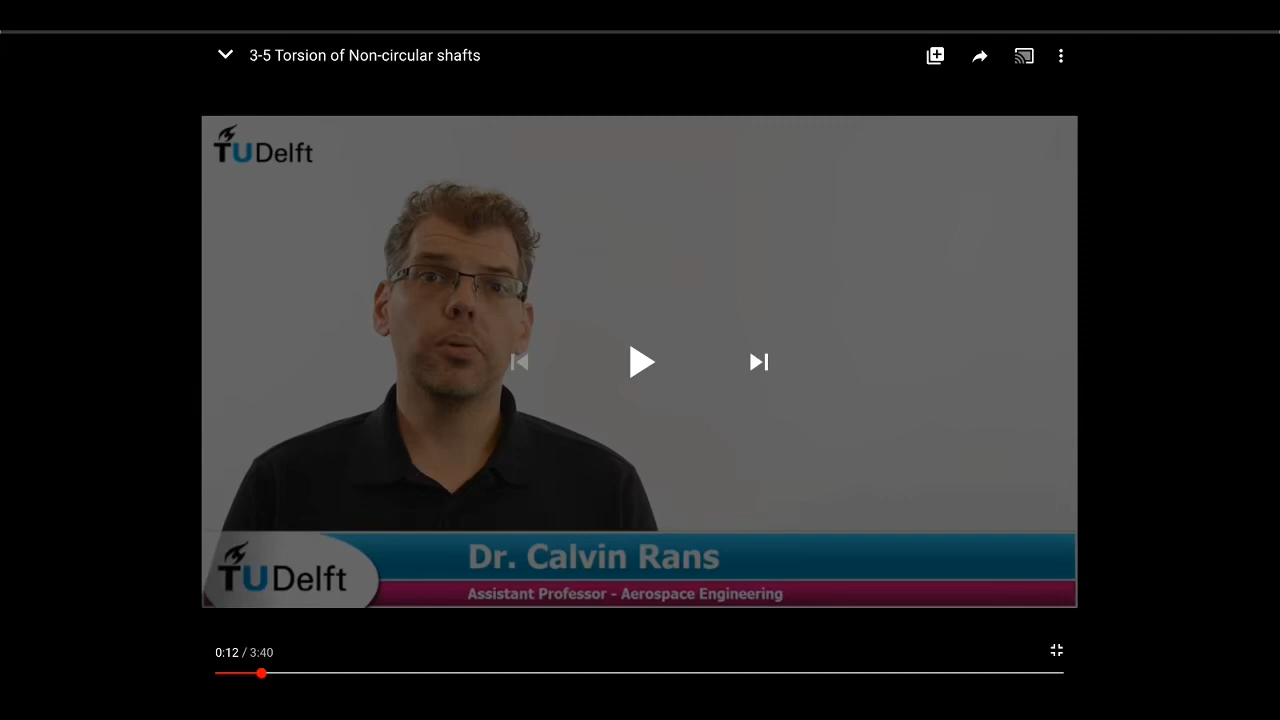 3-5 Torsion of Non-circular shafts
TUDelft
Dr. Calvin Rans
TUDelft
Assistant Professor - Aerospace Engineering
0:12 / 3:40